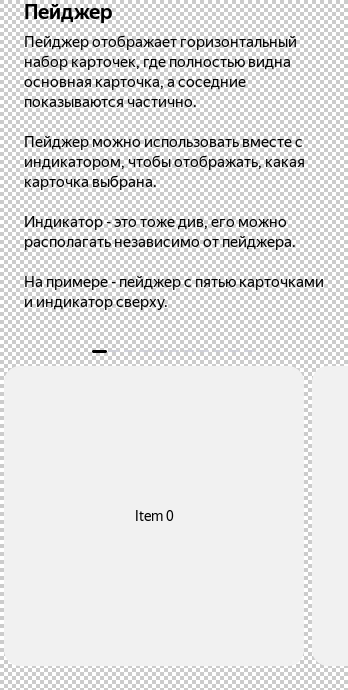 Пейджер
Пейджер отображает горизонтальный
набор карточек, где полностью видна
основная карточка, а соседние
показываются частично.
Пейджер можно использовать вместе с
индикатором, чтобы отображать, какая
карточка выбрана.
Индикатор - это тоже див, его можно
располагать независимо от пейджера.
На примере - пейджер с пятью карточками
и индикатор сверху.
Item 0